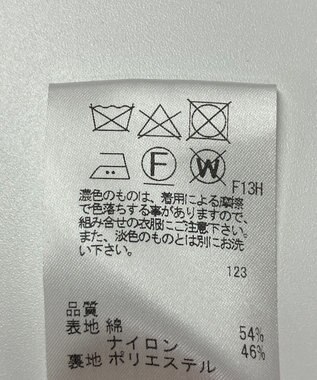 F
W
F13H
濃色のものは、着用による摩擦
で色落ちする事がありますので、
組み合せの衣服にご注意下さい。
また、淡色のものとは別にお洗
い下さい。
123
品質
表地 綿 54%
ナイロン 46%
裏地 ポリエステル